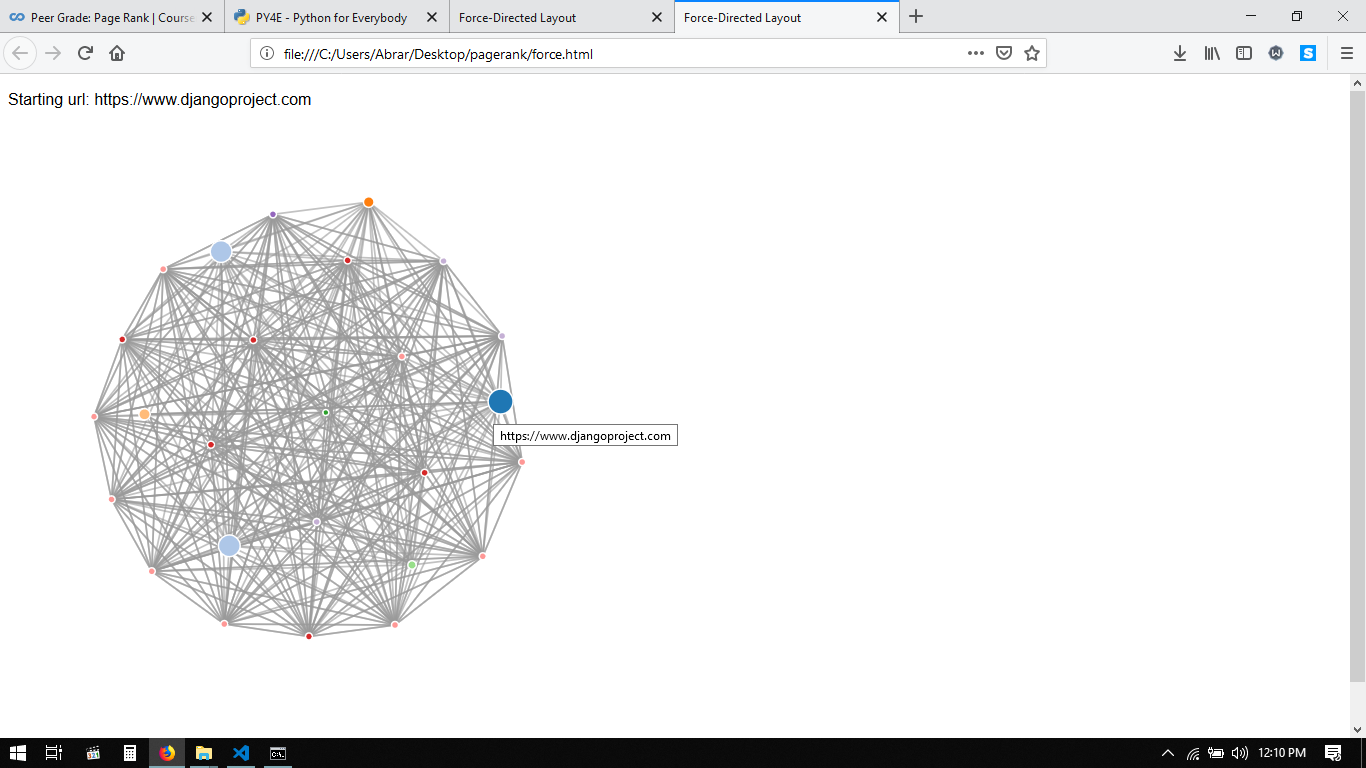 Peer Grade: Page Rank | Course
PY4E - Python for Everybody
Force-Directed Layout
Force-Directed Layout
file:///C:/Users/Abrar/Desktop/pagerank/force.html
Starting url: https://www.djangoproject.com
https://www.djangoproject.com
12:10 PM